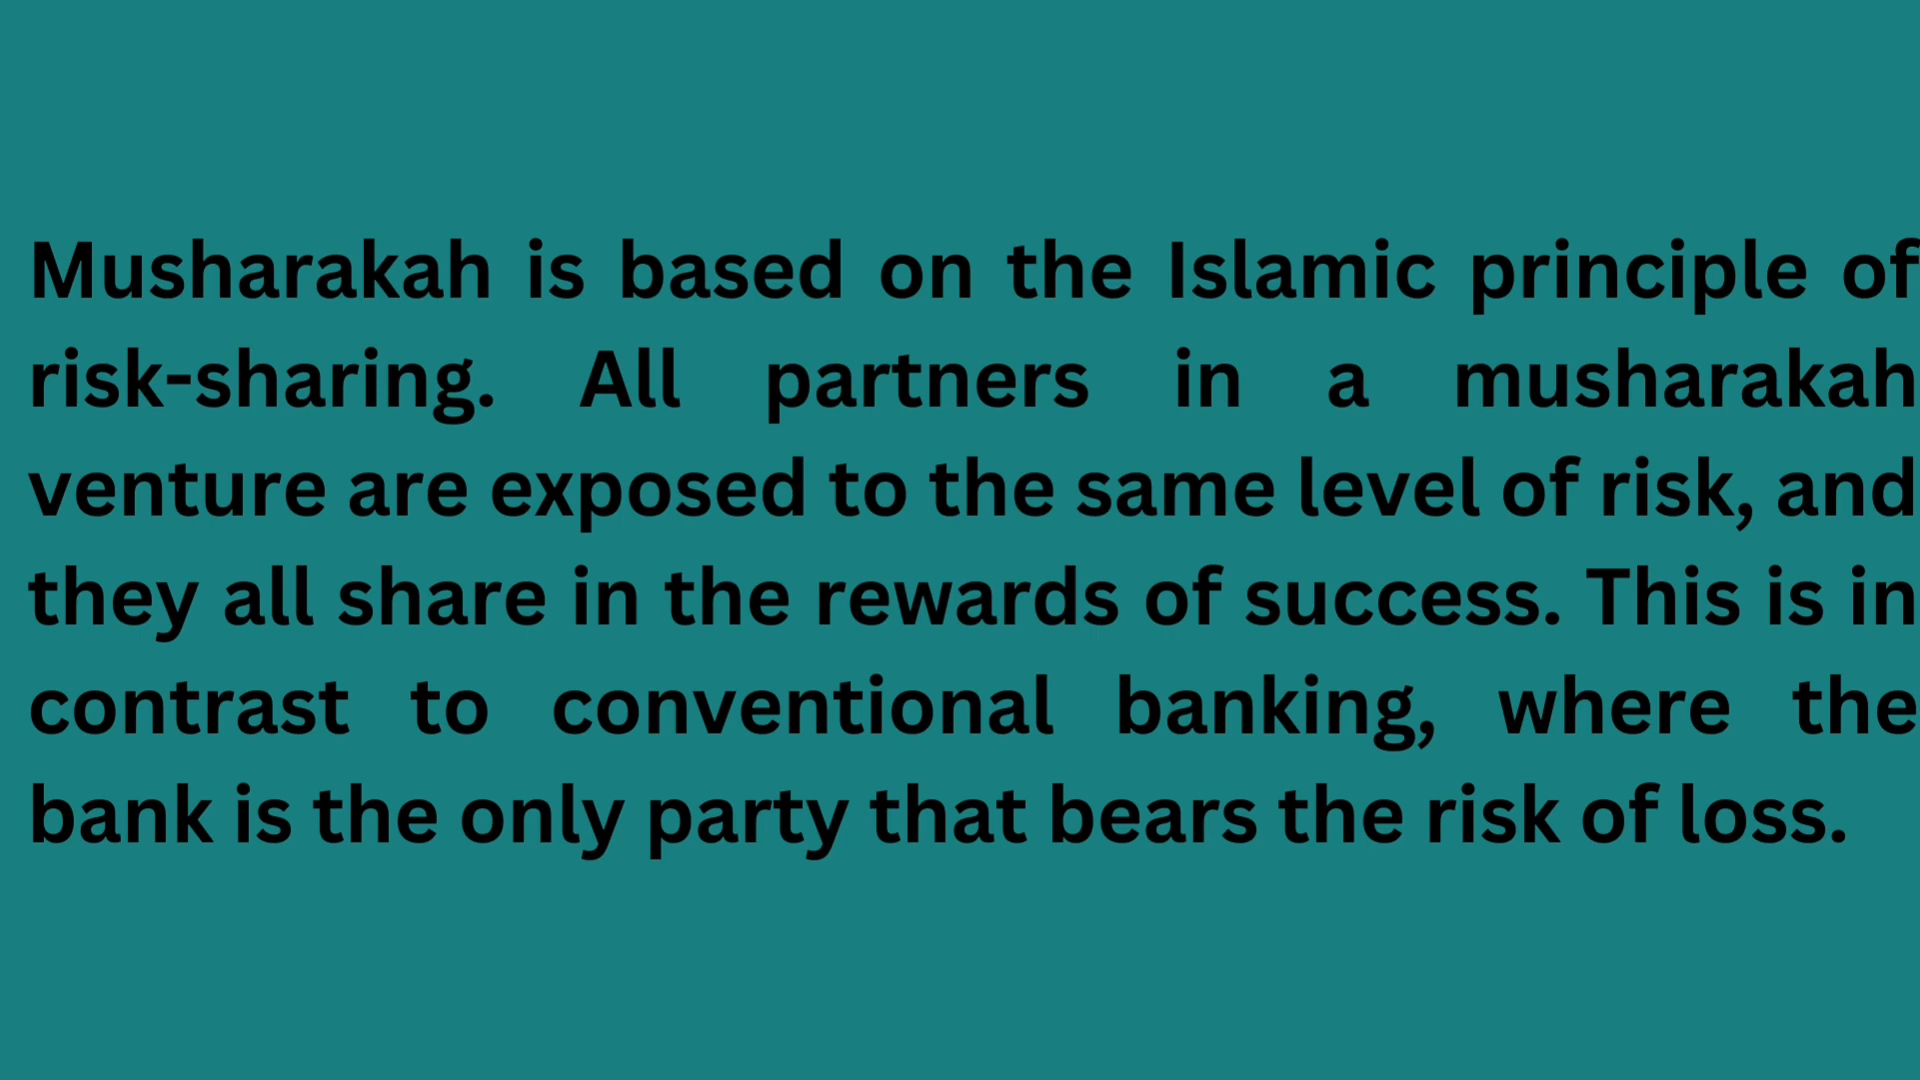 Musharakah is based on the Islamic principle of
risk-sharing. All partners in a musharakah
venture are exposed to the same level of risk, and
they all share in the rewards of success. This is in
contrast to conventional banking, where the
bank is the only party that bears the risk of loss.